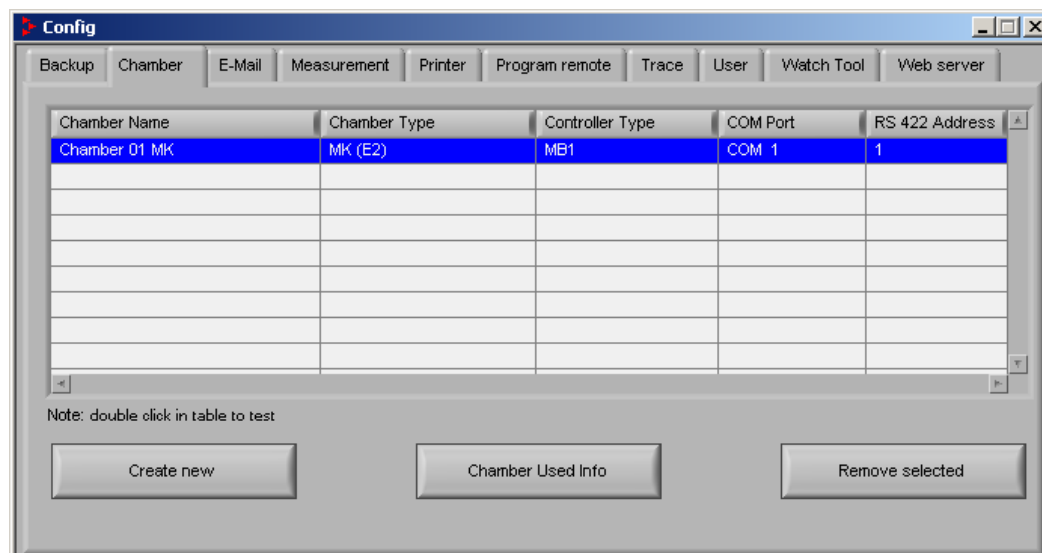 Config
Backup Chamber E-Mail Measurement Printer Program remote Trace User Watch Tool Web server
Chamber Name Chamber Type Controller Type COM Port RS 422 Address
Chamber 01 MK MK (E2) MB1 COM 1 1
Note: double click in table to test
Create new Chamber Used Info Remove selected